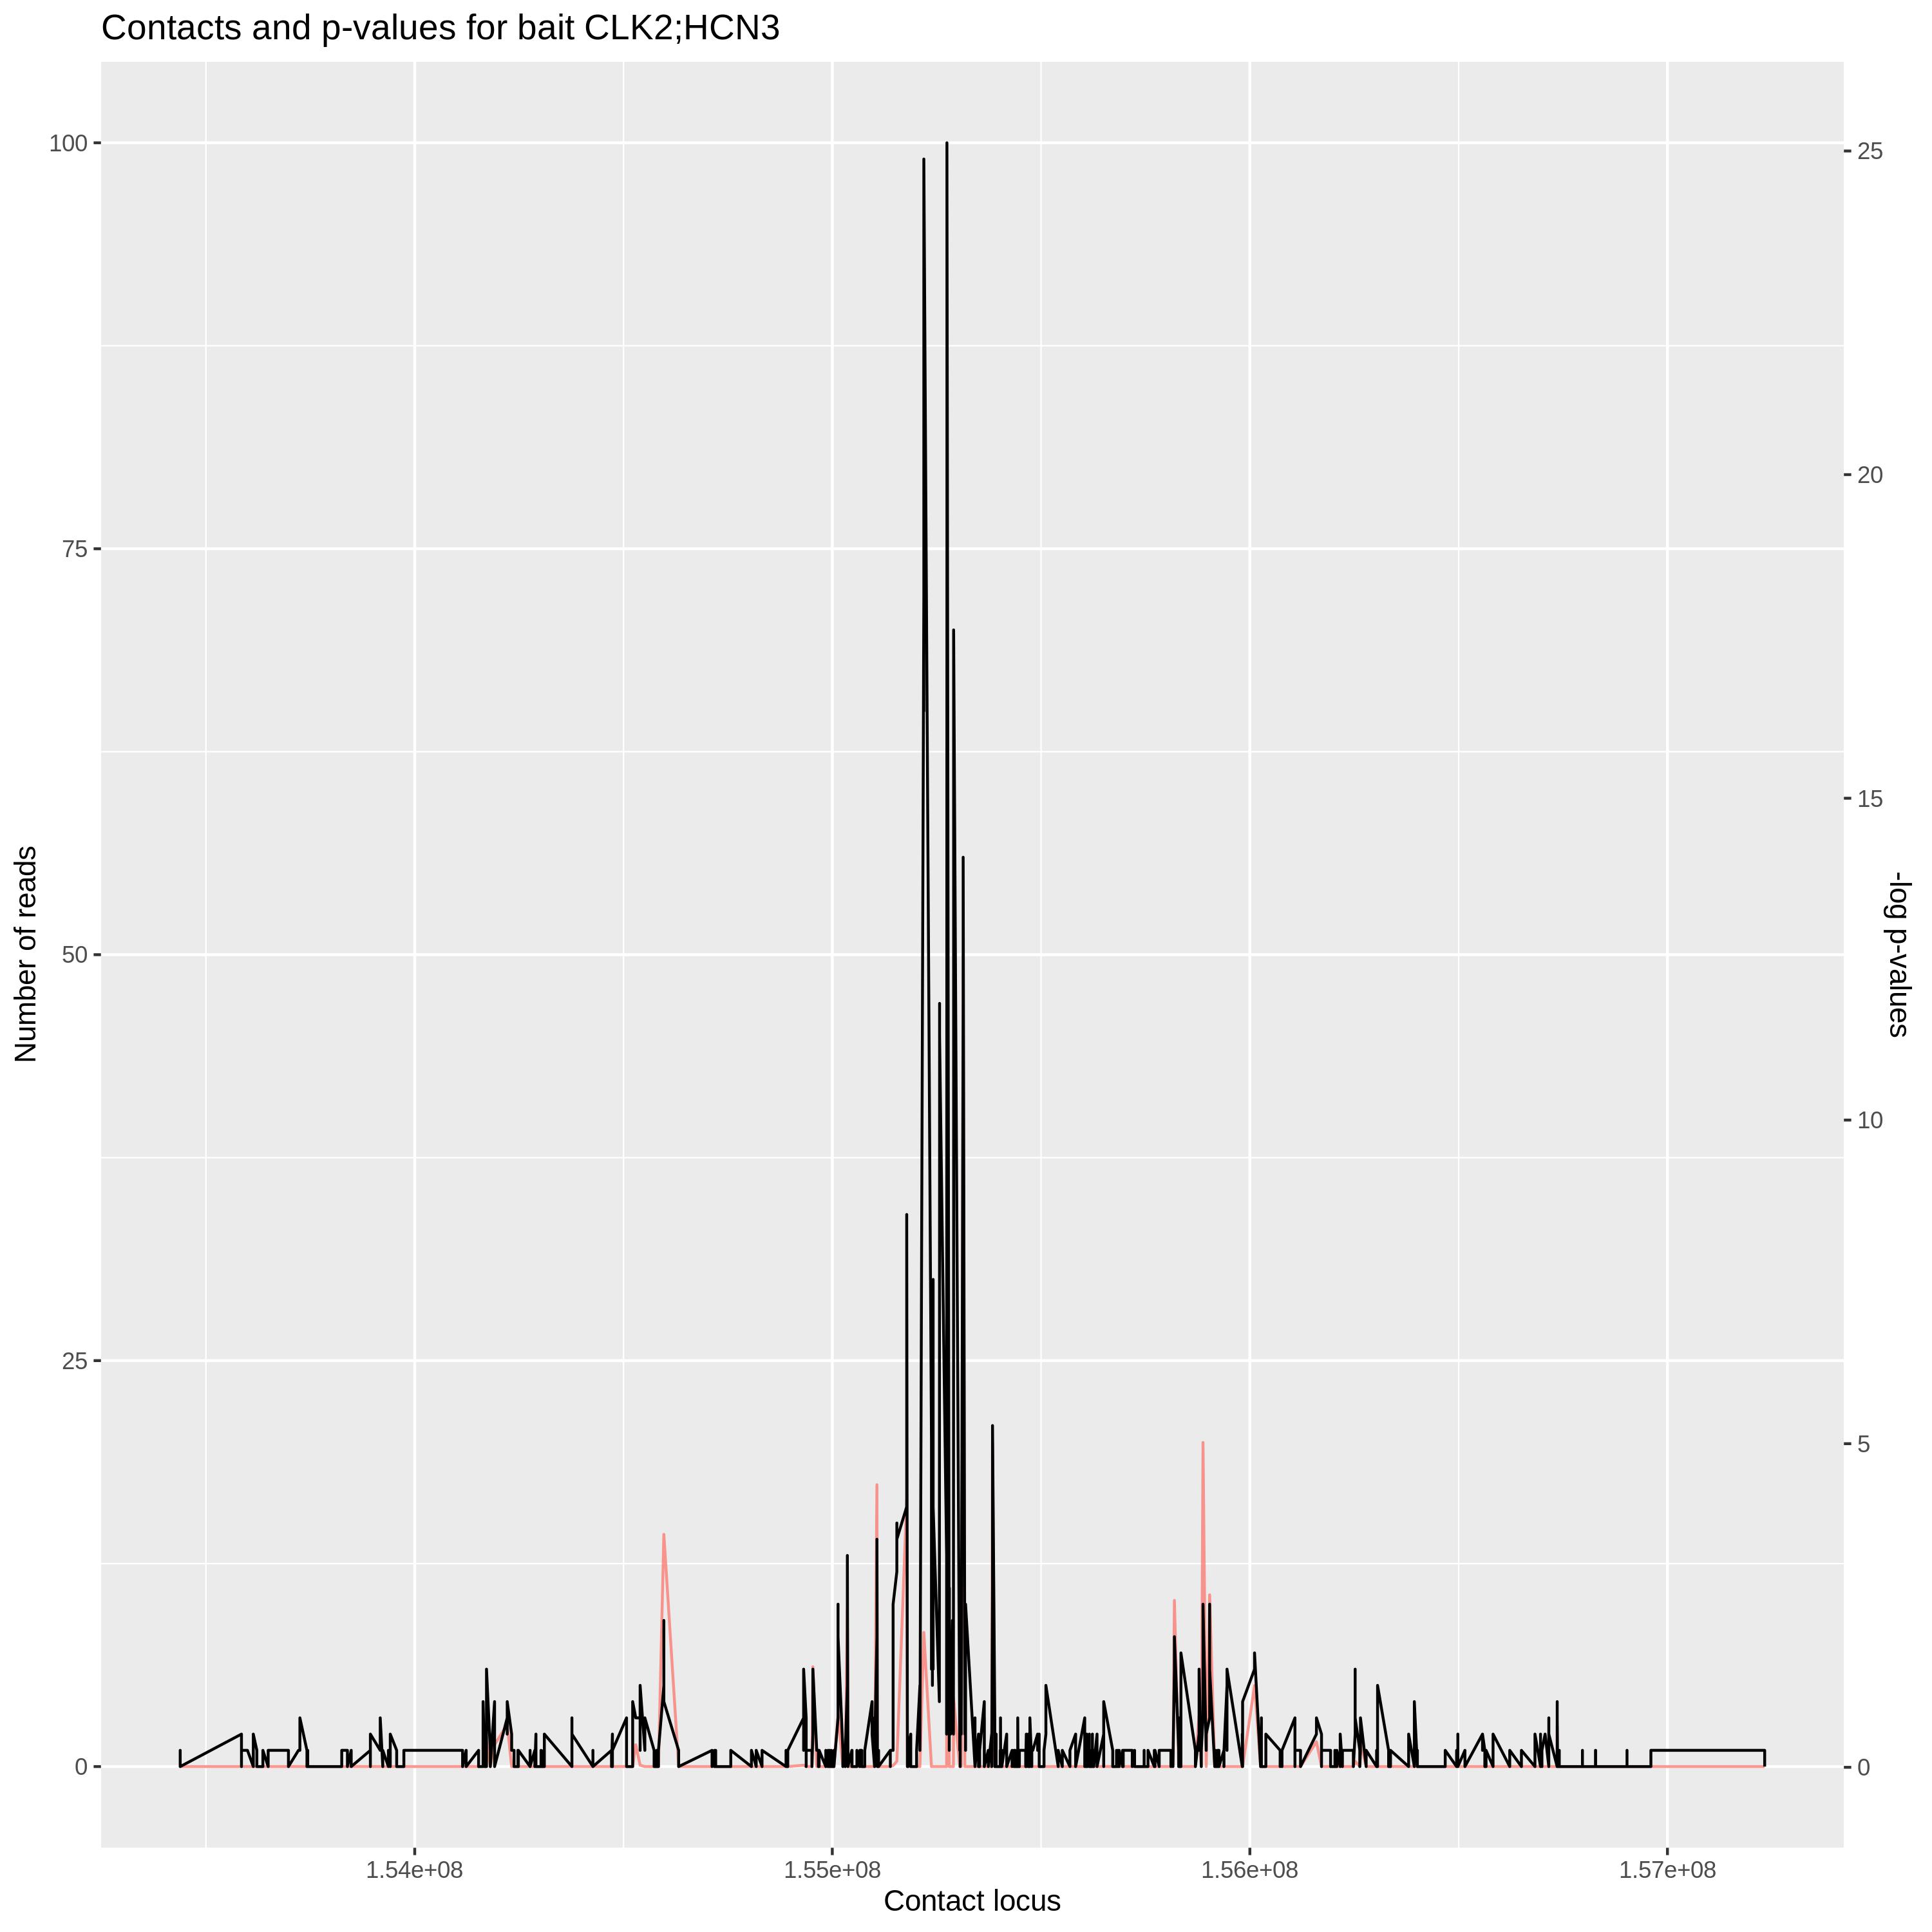 Contacts and p-values for bait CLK2;HCN3
100
75
50
25
0
Number of reads
25
20
15
10
5
0
-log p-values
1.54e+08
1.55e+08
1.56e+08
1.57e+08
Contact locus